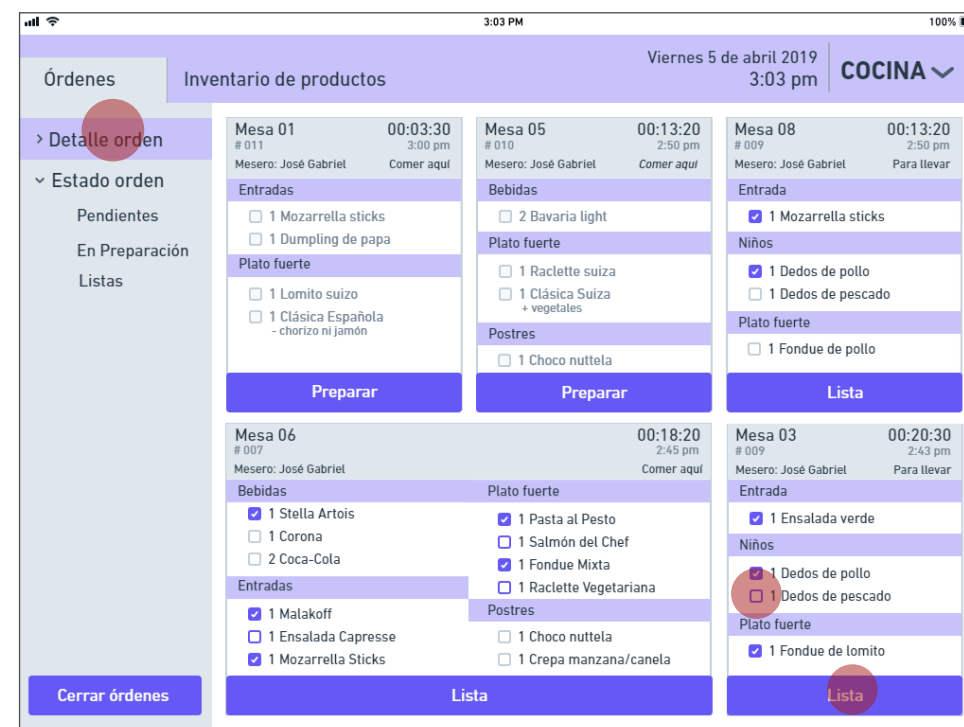 3:03 PM
100%
Órdenes
Inventario de productos
Viernes 5 de abril 2019
3:03 pm
COCINA
> Detalle orden
Estado orden
Pendientes
En Preparación
Listas
Cerrar órdenes
Mesa 01 00:03:30
# 011 3:00 pm
Mesero: José Gabriel Comer aquí
Entradas
1 Mozarrella sticks
1 Dumpling de papa
Plato fuerte
1 Lomito suizo
1 Clásica Española
- chorizo ni jamón
Preparar
Mesa 05 00:13:20
# 010 2:50 pm
Mesero: José Gabriel Comer aquí
Bebidas
2 Bavaria light
Plato fuerte
1 Raclette suiza
1 Clásica Suiza
+ vegetales
Postres
1 Choco nuttela
Preparar
Mesa 08 00:13:20
# 009 2:50 pm
Mesero: José Gabriel Para llevar
Entrada
1 Mozarrella sticks
Niños
1 Dedos de pollo
1 Dedos de pescado
Plato fuerte
1 Fondue de pollo
Lista
Mesa 06 00:18:20
# 007 2:45 pm
Mesero: José Gabriel Comer aquí
Bebidas
1 Stella Artois
1 Corona
2 Coca-Cola
Entradas
1 Malakoff
1 Ensalada Capresse
1 Mozarrella Sticks
Plato fuerte
1 Pasta al Pesto
1 Salmón del Chef
1 Fondue Mixta
1 Raclette Vegetariana
Postres
1 Choco nuttela
1 Crepa manzana/canela
Lista
Mesa 03 00:20:30
# 009 2:43 pm
Mesero: José Gabriel Para llevar
Entrada
1 Ensalada verde
Niños
1 Dedos de pollo
1 Dedos de pescado
Plato fuerte
1 Fondue de lomito
Lista